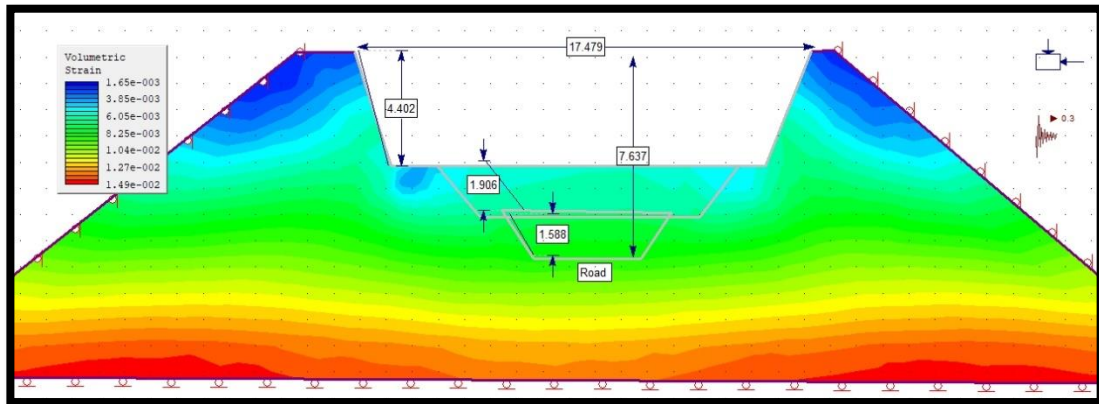 Volumetric
Strain
1.65e-003
3.85e-003
6.05e-003
8.25e-003
1.04e-002
1.27e-002
1.49e-002
17.479
4.402
7.637
1.906
1.588
Road
0.3